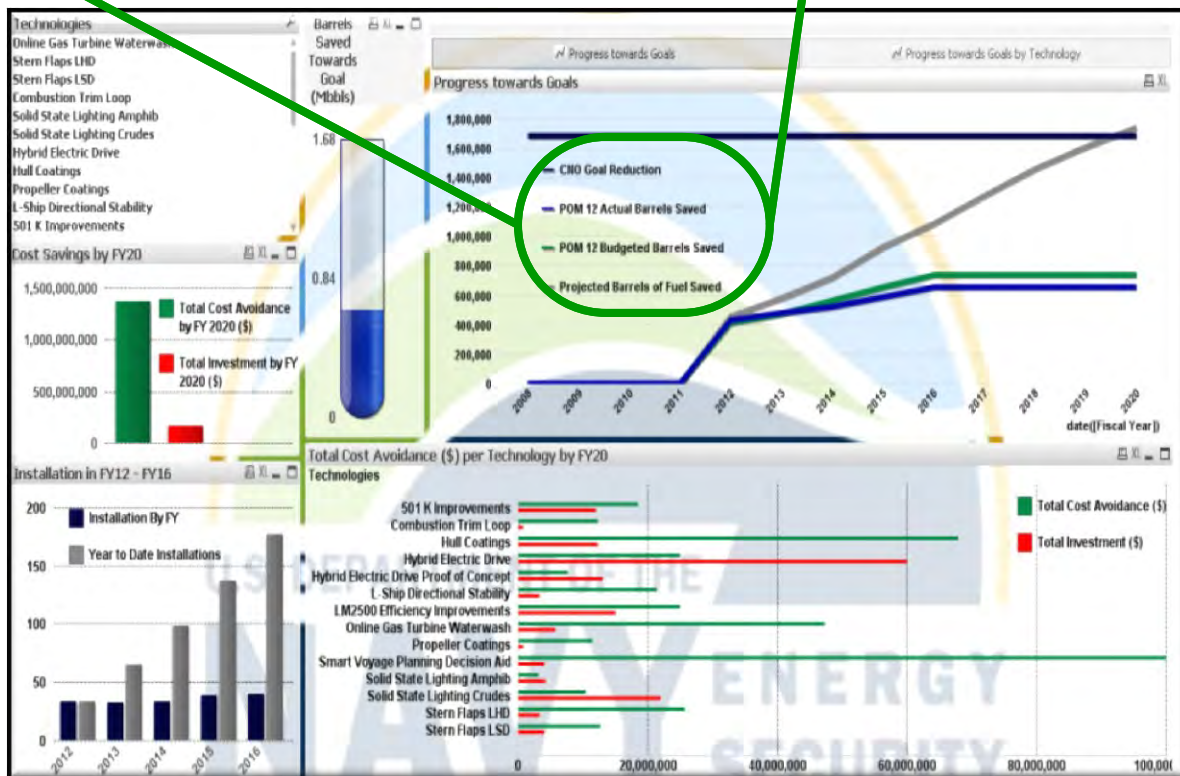 Technologies
Online Gas Turbine Waterwash
Stern Flaps LHD
Stern Flaps LSD
Combustion Trim Loop
Solid State Lighting Amphib
Solid State Lighting Crudes
Hybrid Electric Drive
Hull Coatings
Propeller Coatings
L-Ship Directional Stability
501 K Improvements
Barrels
Saved
Towards
Goal
(Mbbls)
1.68
0.84
0
Progress towards Goals
Progress towards Goals by Technology
Progress towards Goals
XL
1,800,000
1,600,000
1,400,000
1,200,000
1,000,000
800,000
600,000
400,000
200,000
0
CNO Goal Reduction
POM 12 Actual Barrels Saved
POM 12 Budgeted Barrels Saved
Projected Barrels of Fuel Saved
2008 2009 2010 2011 2012 2013 2014 2015 2016 2017 2018 2019 2020
date([Fiscal Year])
Cost Savings by FY20
XL
1,500,000,000
1,000,000,000
500,000,000
0
Total Cost Avoidance
by FY 2020 ($)
Total Investment by FY
2020 ($)
Installation in FY12 - FY16
XL
200
150
100
50
0
Installation By FY
Year to Date Installations
2012 2013 2014 2015 2016
Total Cost Avoidance ($) per Technology by FY20
XL
Technologies
501 K Improvements
Combustion Trim Loop
Hull Coatings
Hybrid Electric Drive
Hybrid Electric Drive Proof of Concept
L-Ship Directional Stability
LM2500 Efficiency Improvements
Online Gas Turbine Waterwash
Propeller Coatings
Smart Voyage Planning Decision Aid
Solid State Lighting Amphib
Solid State Lighting Crudes
Stern Flaps LHD
Stern Flaps LSD
0 20,000,000 40,000,000 60,000,000 80,000,000 100,000
Total Cost Avoidance ($)
Total Investment ($)
U.S. DEPARTMENT OF THE
NAVY
ENERGY
SECURITY